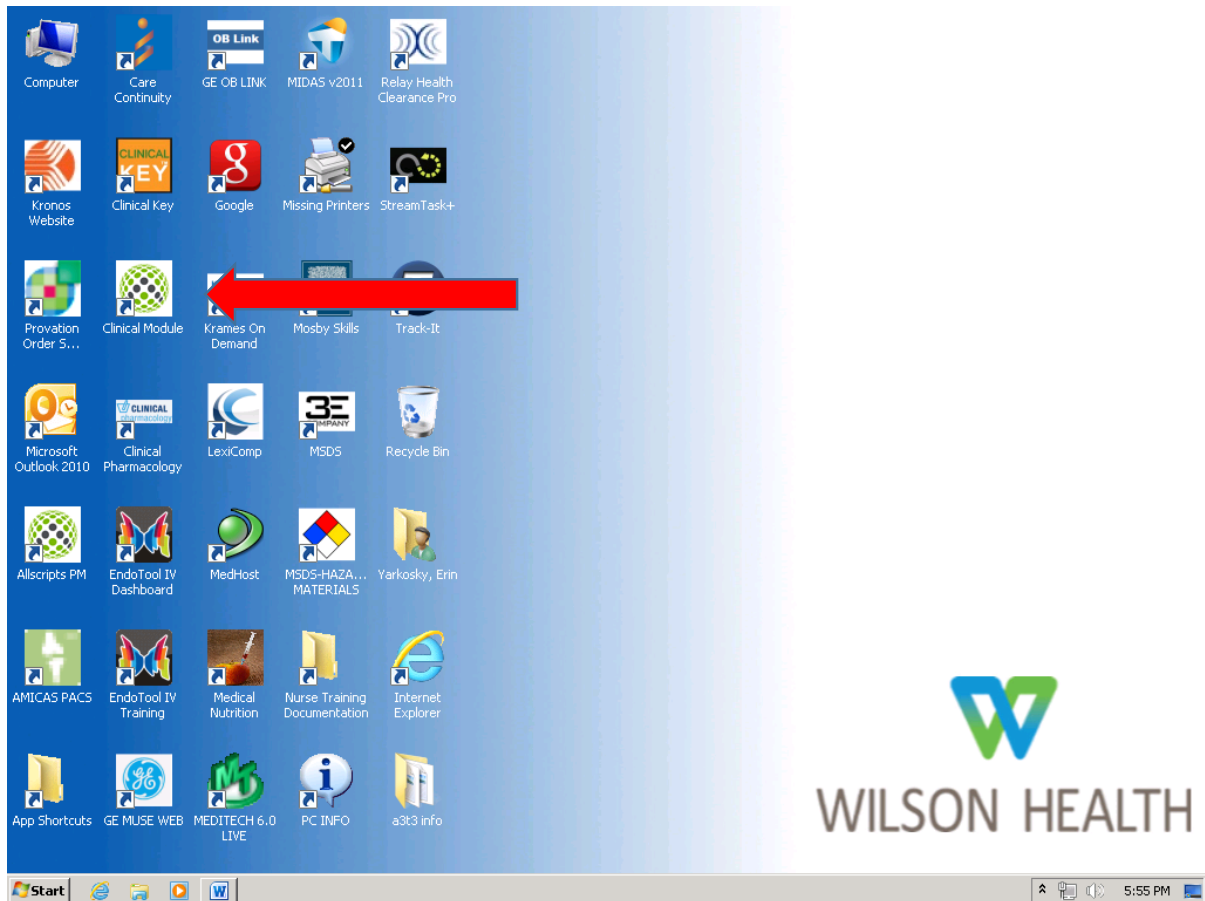 OB Link
Computer
Care
Continuity
GE OB LINK
MIDAS v2011
Relay Health
Clearance Pro
CLINICAL
KEY
g
Kronos
Website
Clinical Key
Google
Missing Printers
StreamTask+
Provation
Order S...
Clinical Module
Krames On
Demand
Mosby Skills
Track-It
CLINICAL
pharmacology
3E
COMPANY
Microsoft
Outlook 2010
Clinical
Pharmacology
LexiComp
MSDS
Recycle Bin
Allscripts PM
EndoTool IV
Dashboard
MedHost
MSDS-HAZA...
MATERIALS
Yarkosky, Erin
AMICAS PACS
EndoTool IV
Training
Medical
Nutrition
Nurse Training
Documentation
Internet
Explorer
App Shortcuts
GE MUSE WEB
MEDITECH 6.0
LIVE
PC INFO
a3t3 info
WILSON HEALTH
Start
5:55 PM